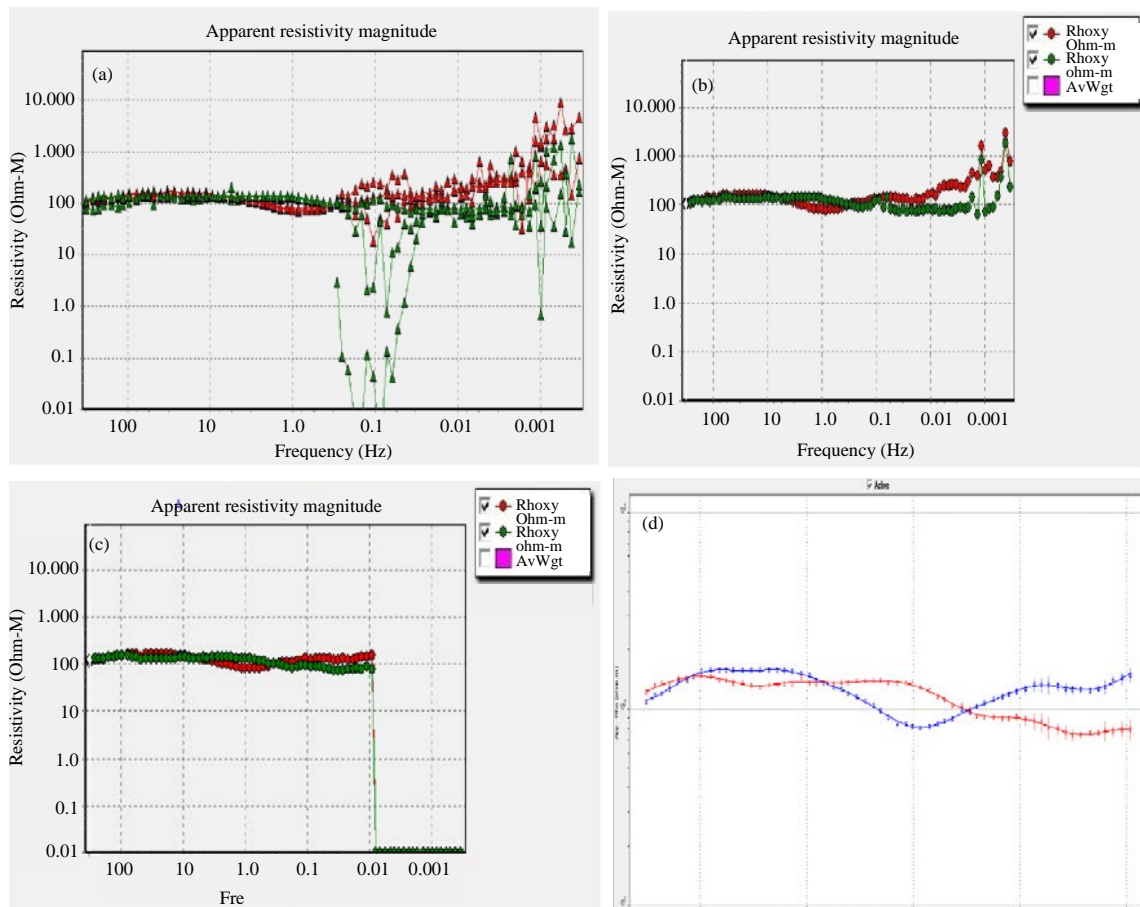 Apparent resistivity magnitude
(a)
10.000
1.000
100
10
1.0
0.1
0.01
Resistivity (Ohm-M)
100
10
1.0
0.1
0.01
0.001
Frequency (Hz)
Apparent resistivity magnitude
(b)
Rhoxy
Ohm-m
Rhoxy
ohm-m
AvWgt
10.000
1.000
100
10
1.0
0.1
0.01
Resistivity (Ohm-M)
100
10
1.0
0.1
0.01
0.001
Frequency (Hz)
Apparent resistivity magnitude
(c)
Rhoxy
Ohm-m
Rhoxy
ohm-m
AvWgt
10.000
1.000
100
10
1.0
0.1
0.01
Resistivity (Ohm-M)
100
10
1.0
0.1
0.01
0.001
Fre
Active
(d)